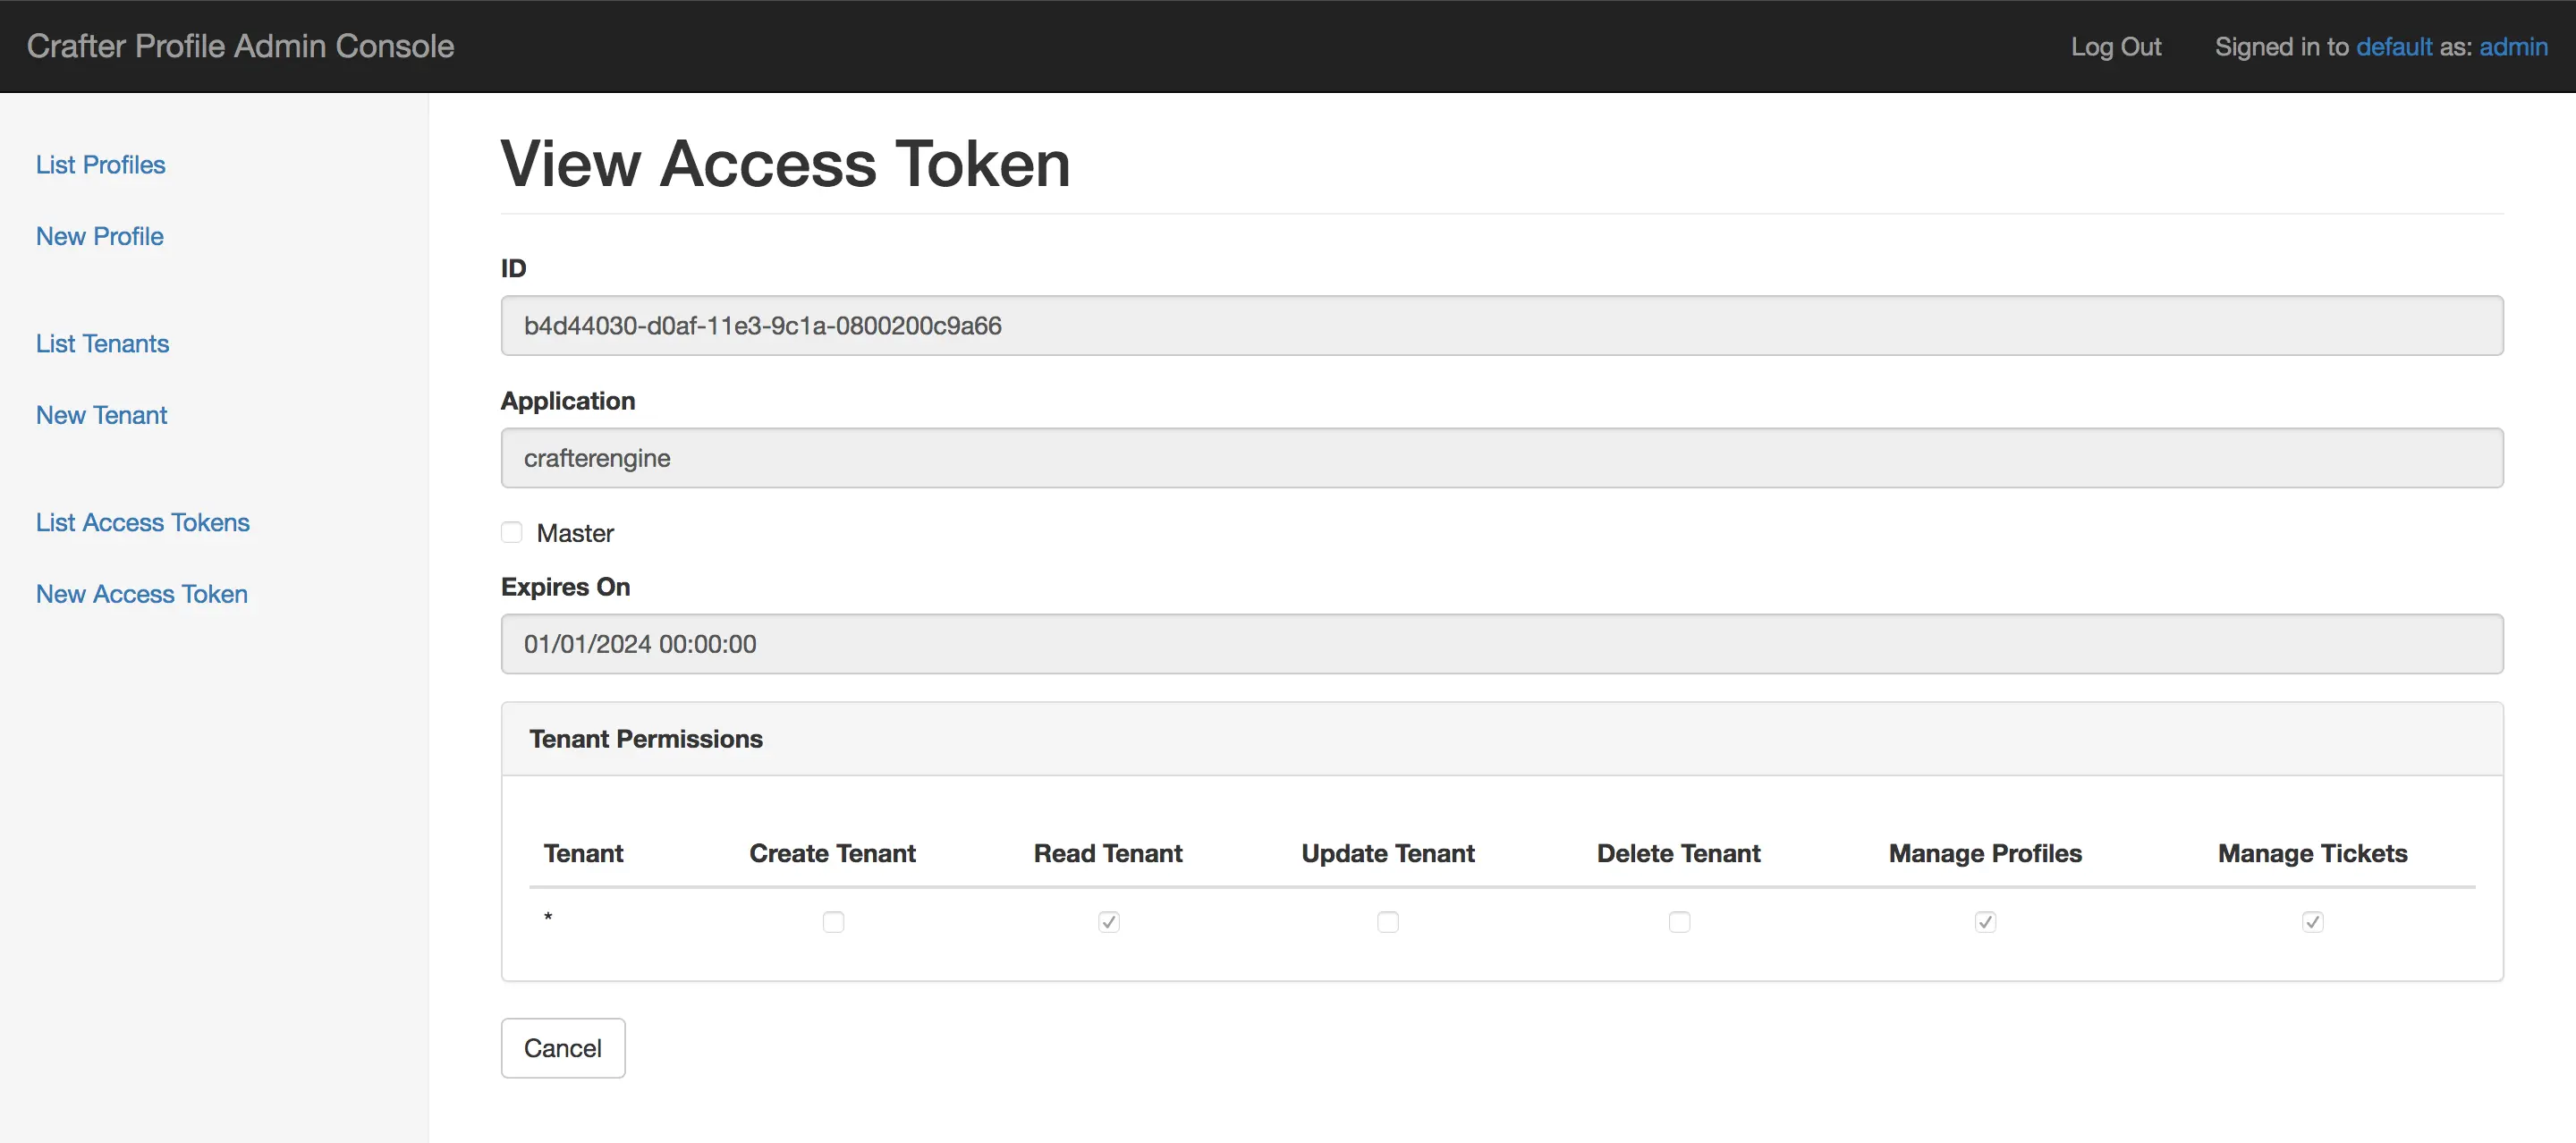 Crafter Profile Admin Console
Log Out Signed in to default as: admin
List Profiles
New Profile
List Tenants
New Tenant
List Access Tokens
New Access Token
View Access Token
ID
b4d44030-d0af-11e3-9c1a-0800200c9a66
Application
crafterengine
Master
Expires On
01/01/2024 00:00:00
Tenant Permissions
Tenant Create Tenant Read Tenant Update Tenant Delete Tenant Manage Profiles Manage Tickets
*
Cancel